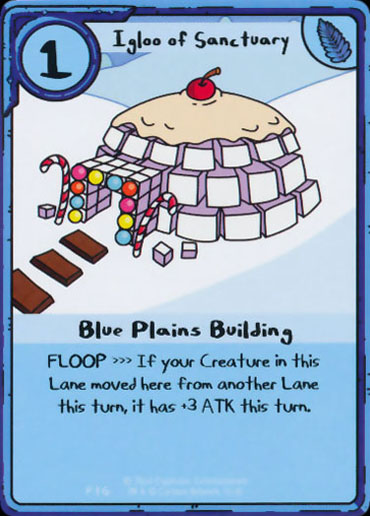 1
Igloo of Sanctuary
Blue Plains Building
FLOOP >>> If your Creature in this
Lane moved here from another Lane
this turn, it has +3 ATK this turn.